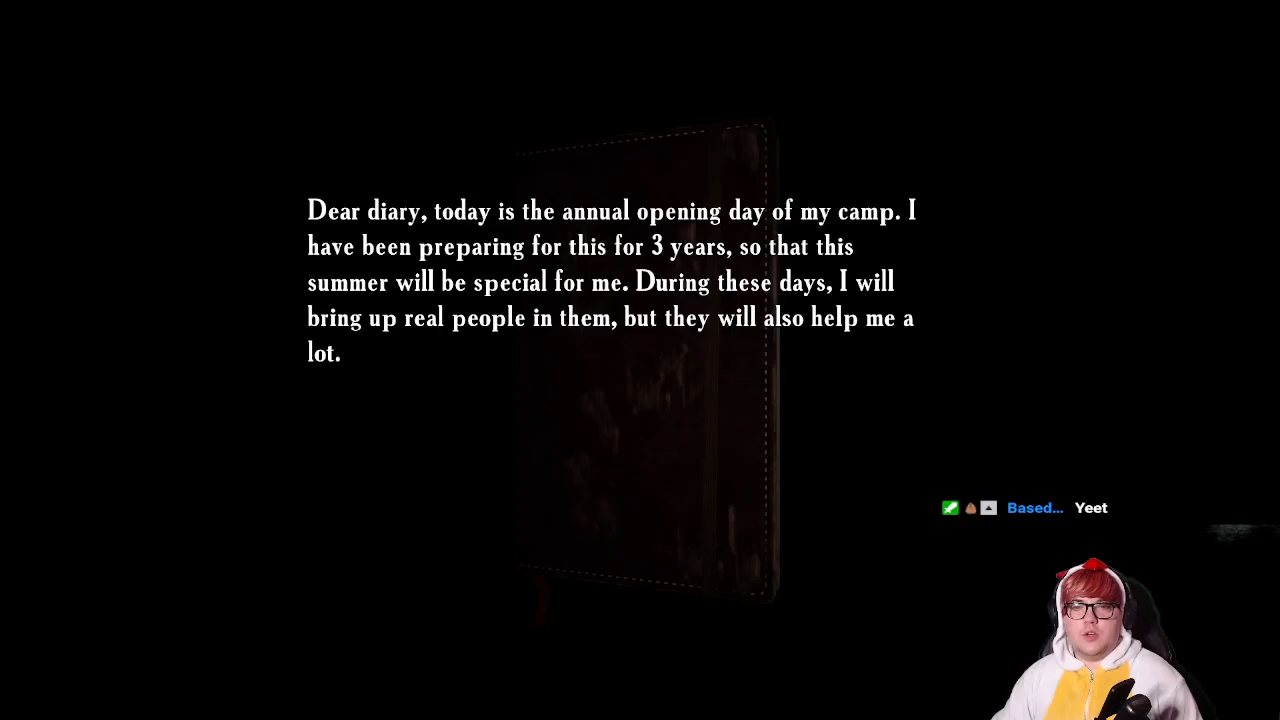 Dear diary, today is the annual opening day of my camp. I
have been preparing for this for 3 years, so that this
summer will be special for me. During these days, I will
bring up real people in them, but they will also help me a
lot.
Based... Yeet